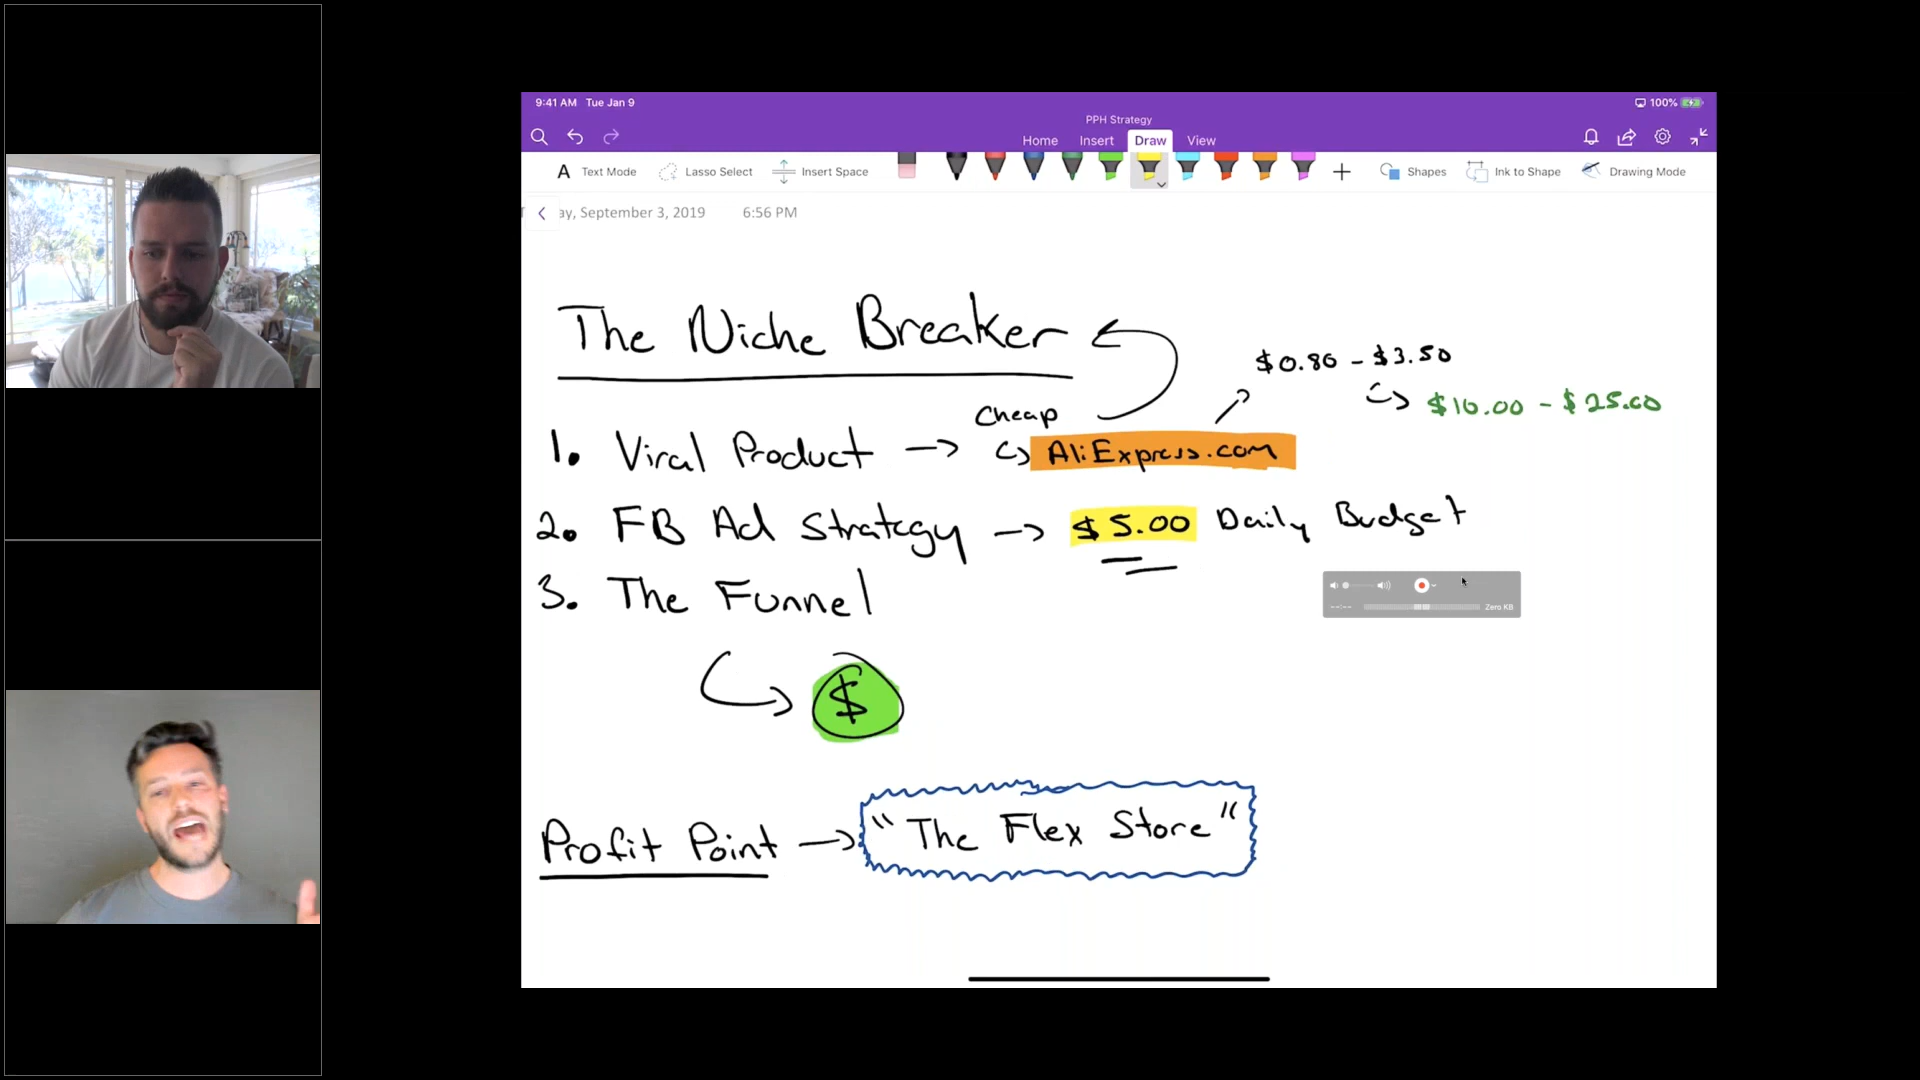 9:41 AM Tue Jan 9
100%
PPH Strategy
Home Insert Draw View
A Text Mode Lasso Select Insert Space Shapes Ink to Shape Drawing Mode
ay, September 3, 2019 6:56 PM
The Niche Breaker
$0.80 - $3.50
$10.00 - $25.00
Cheap
1. Viral Product → AliExpress.com
2. FB Ad Strategy → $5.00 Daily Budget
3. The Funnel
--:-- Zero KB
$
Profit Point → "The Flex Store"